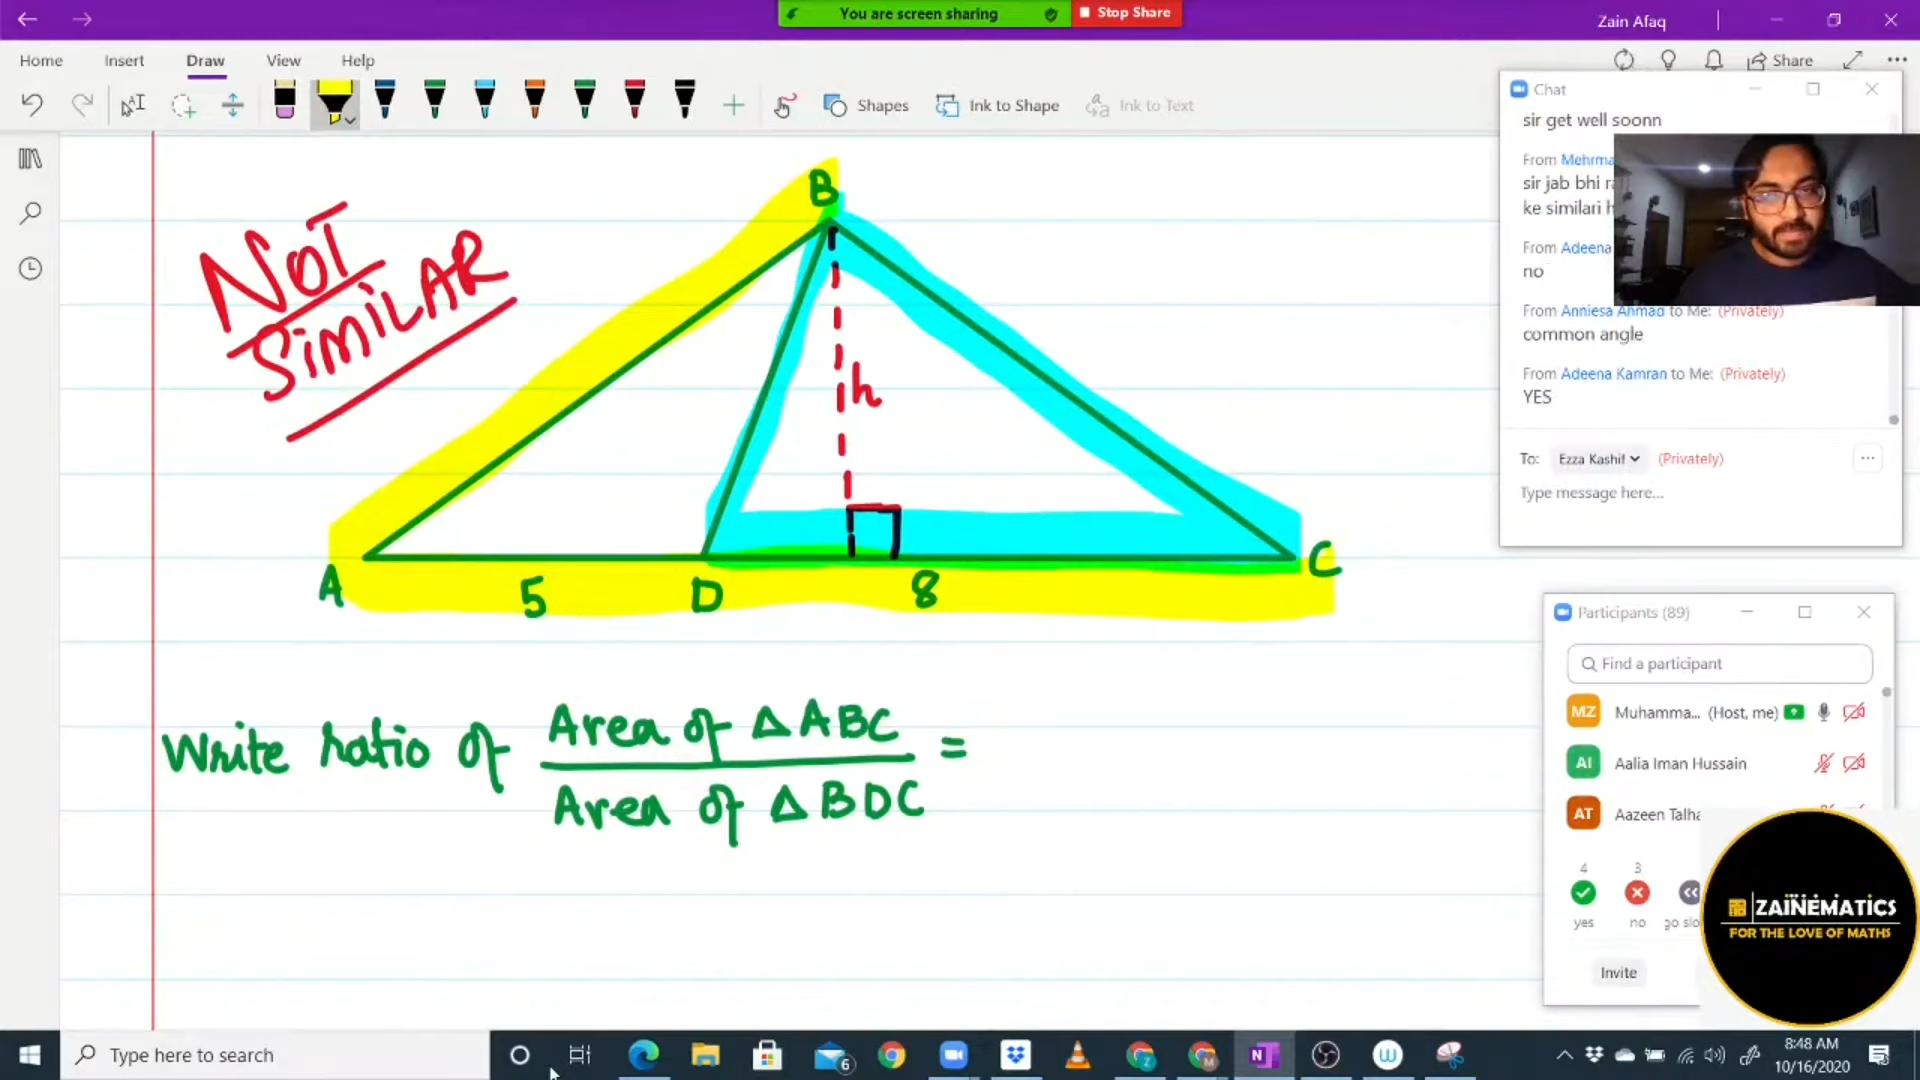 You are screen sharing
Stop Share
Zain Afaq
Home Insert Draw View Help
Share
Shapes
Ink to Shape
Ink to Text
Chat
sir get well soonn
From Mehrma
sir jab bhi
ke similari h
From Adeena
no
From Anniesa Ahmad to Me: (Privately)
common angle
From Adeena Kamran to Me: (Privately)
YES
To: Ezza Kashif (Privately)
Type message here...
NOT
SIMILAR
B
h
A 5 D 8 C
Write ratio of Area of ΔABC =
Area of Δ BDC
Participants (89)
Find a participant
MZ Muhamma... (Host, me)
AI Aalia Iman Hussain
AT Aazeen Talha
4 3
yes no go slo
Invite
ZAINEMATICS
FOR THE LOVE OF MATHS
Type here to search
6
8:48 AM
10/16/2020